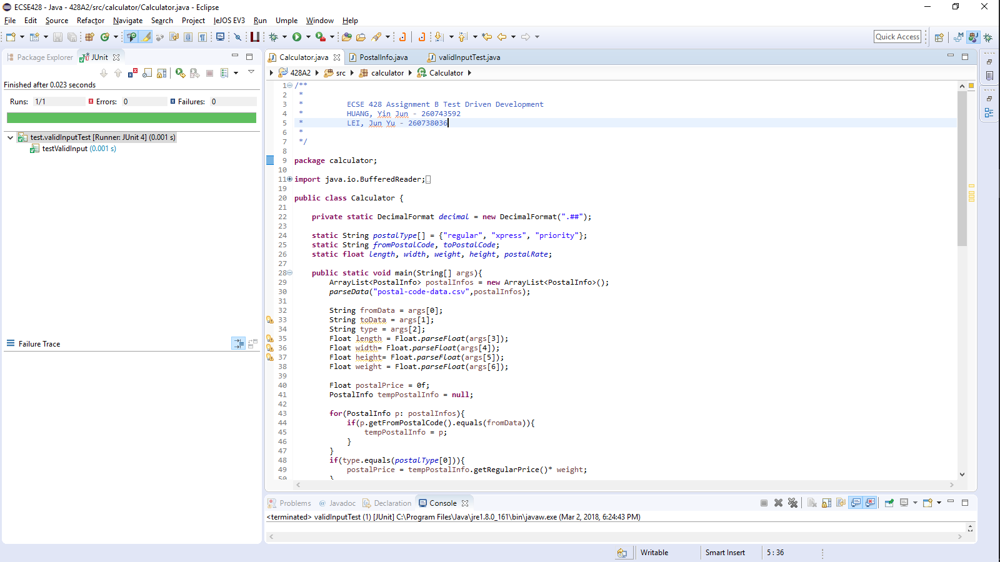 ECSE428 - Java - 428A2/src/calculator/Calculator.java - Eclipse
File Edit Source Refactor Navigate Search Project leJOS EV3 Run Umple Window Help
Quick Access
Package Explorer JUnit
Finished after 0.023 seconds
Runs: 1/1 Errors: 0 Failures: 0
test.validInputTest [Runner: JUnit 4] (0.001 s)
testValidInput (0.001 s)
Failure Trace
Calculator.java PostalInfo.java validInputTest.java
428A2 src calculator Calculator
1 /**
2 *
3 * ECSE 428 Assignment B Test Driven Development
4 * HUANG, Yin Jun - 260743592
5 * LEI, Jun Yu - 260738036
6 *
7 */
8
9 package calculator;
10
11 import java.io.BufferedReader;
19
20 public class Calculator {
21
22 private static DecimalFormat decimal = new DecimalFormat(".##");
23
24 static String postalType[] = {"regular", "xpress", "priority"};
25 static String fromPostalCode, toPostalCode;
26 static float length, width, weight, height, postalRate;
27
28 public static void main(String[] args){
29 ArrayList<PostalInfo> postalInfos = new ArrayList<PostalInfo>();
30 parseData("postal-code-data.csv",postalInfos);
31
32 String fromData = args[0];
33 String toData = args[1];
34 String type = args[2];
35 Float length = Float.parseFloat(args[3]);
36 Float width= Float.parseFloat(args[4]);
37 Float height= Float.parseFloat(args[5]);
38 Float weight = Float.parseFloat(args[6]);
39
40 Float postalPrice = 0f;
41 PostalInfo tempPostalInfo = null;
42
43 for(PostalInfo p: postalInfos){
44 if(p.getFromPostalCode().equals(fromData)){
45 tempPostalInfo = p;
46 }
47 }
48 if(type.equals(postalType[0])){
49 postalPrice = tempPostalInfo.getRegularPrice()* weight;
50 }
Problems Javadoc Declaration Console
<terminated> validInputTest (1) [JUnit] C:\Program Files\Java\jre1.8.0_161\bin\javaw.exe (Mar 2, 2018, 6:24:43 PM)
Writable Smart Insert 5 : 36